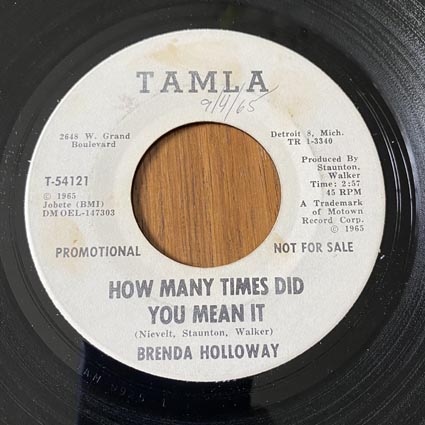 TAMLA
9/4/65
2648 W. Grand
Boulevard
Detroit 8, Mich.
TR 1-3340
T-54121
© 1965
Jobete (BMI)
DM OEL-147303
Produced By
Staunton,
Walker
Time: 2:57
45 RPM
A Trademark
of Motown
Record Corp.
© 1965
PROMOTIONAL
NOT FOR SALE
HOW MANY TIMES DID
YOU MEAN IT
(Nievelt, Staunton, Walker)
BRENDA HOLLOWAY